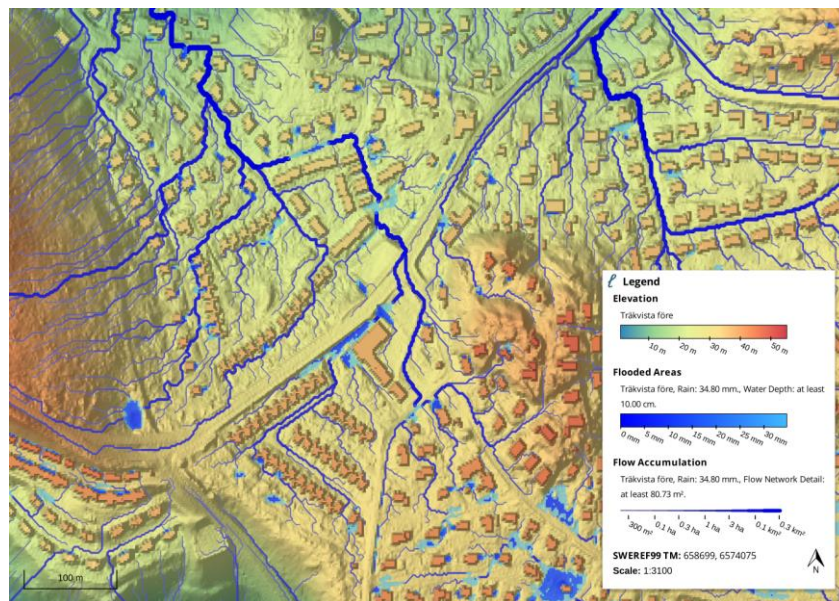 Legend
Elevation
Träkvista före
10 m 20 m 30 m 40 m 50 m
Flooded Areas
Träkvista före, Rain: 34.80 mm., Water Depth: at least
10.00 cm.
0 mm 5 mm 10 mm 15 mm 20 mm 25 mm 30 mm
Flow Accumulation
Träkvista före, Rain: 34.80 mm., Flow Network Detail:
at least 80.73 m².
300 m² 0.1 ha 0.3 ha 1 ha 3 ha 0.1 k² 0.3 k²
SWEREF99 TM: 658699, 6574075
Scale: 1:3100
N
100 m